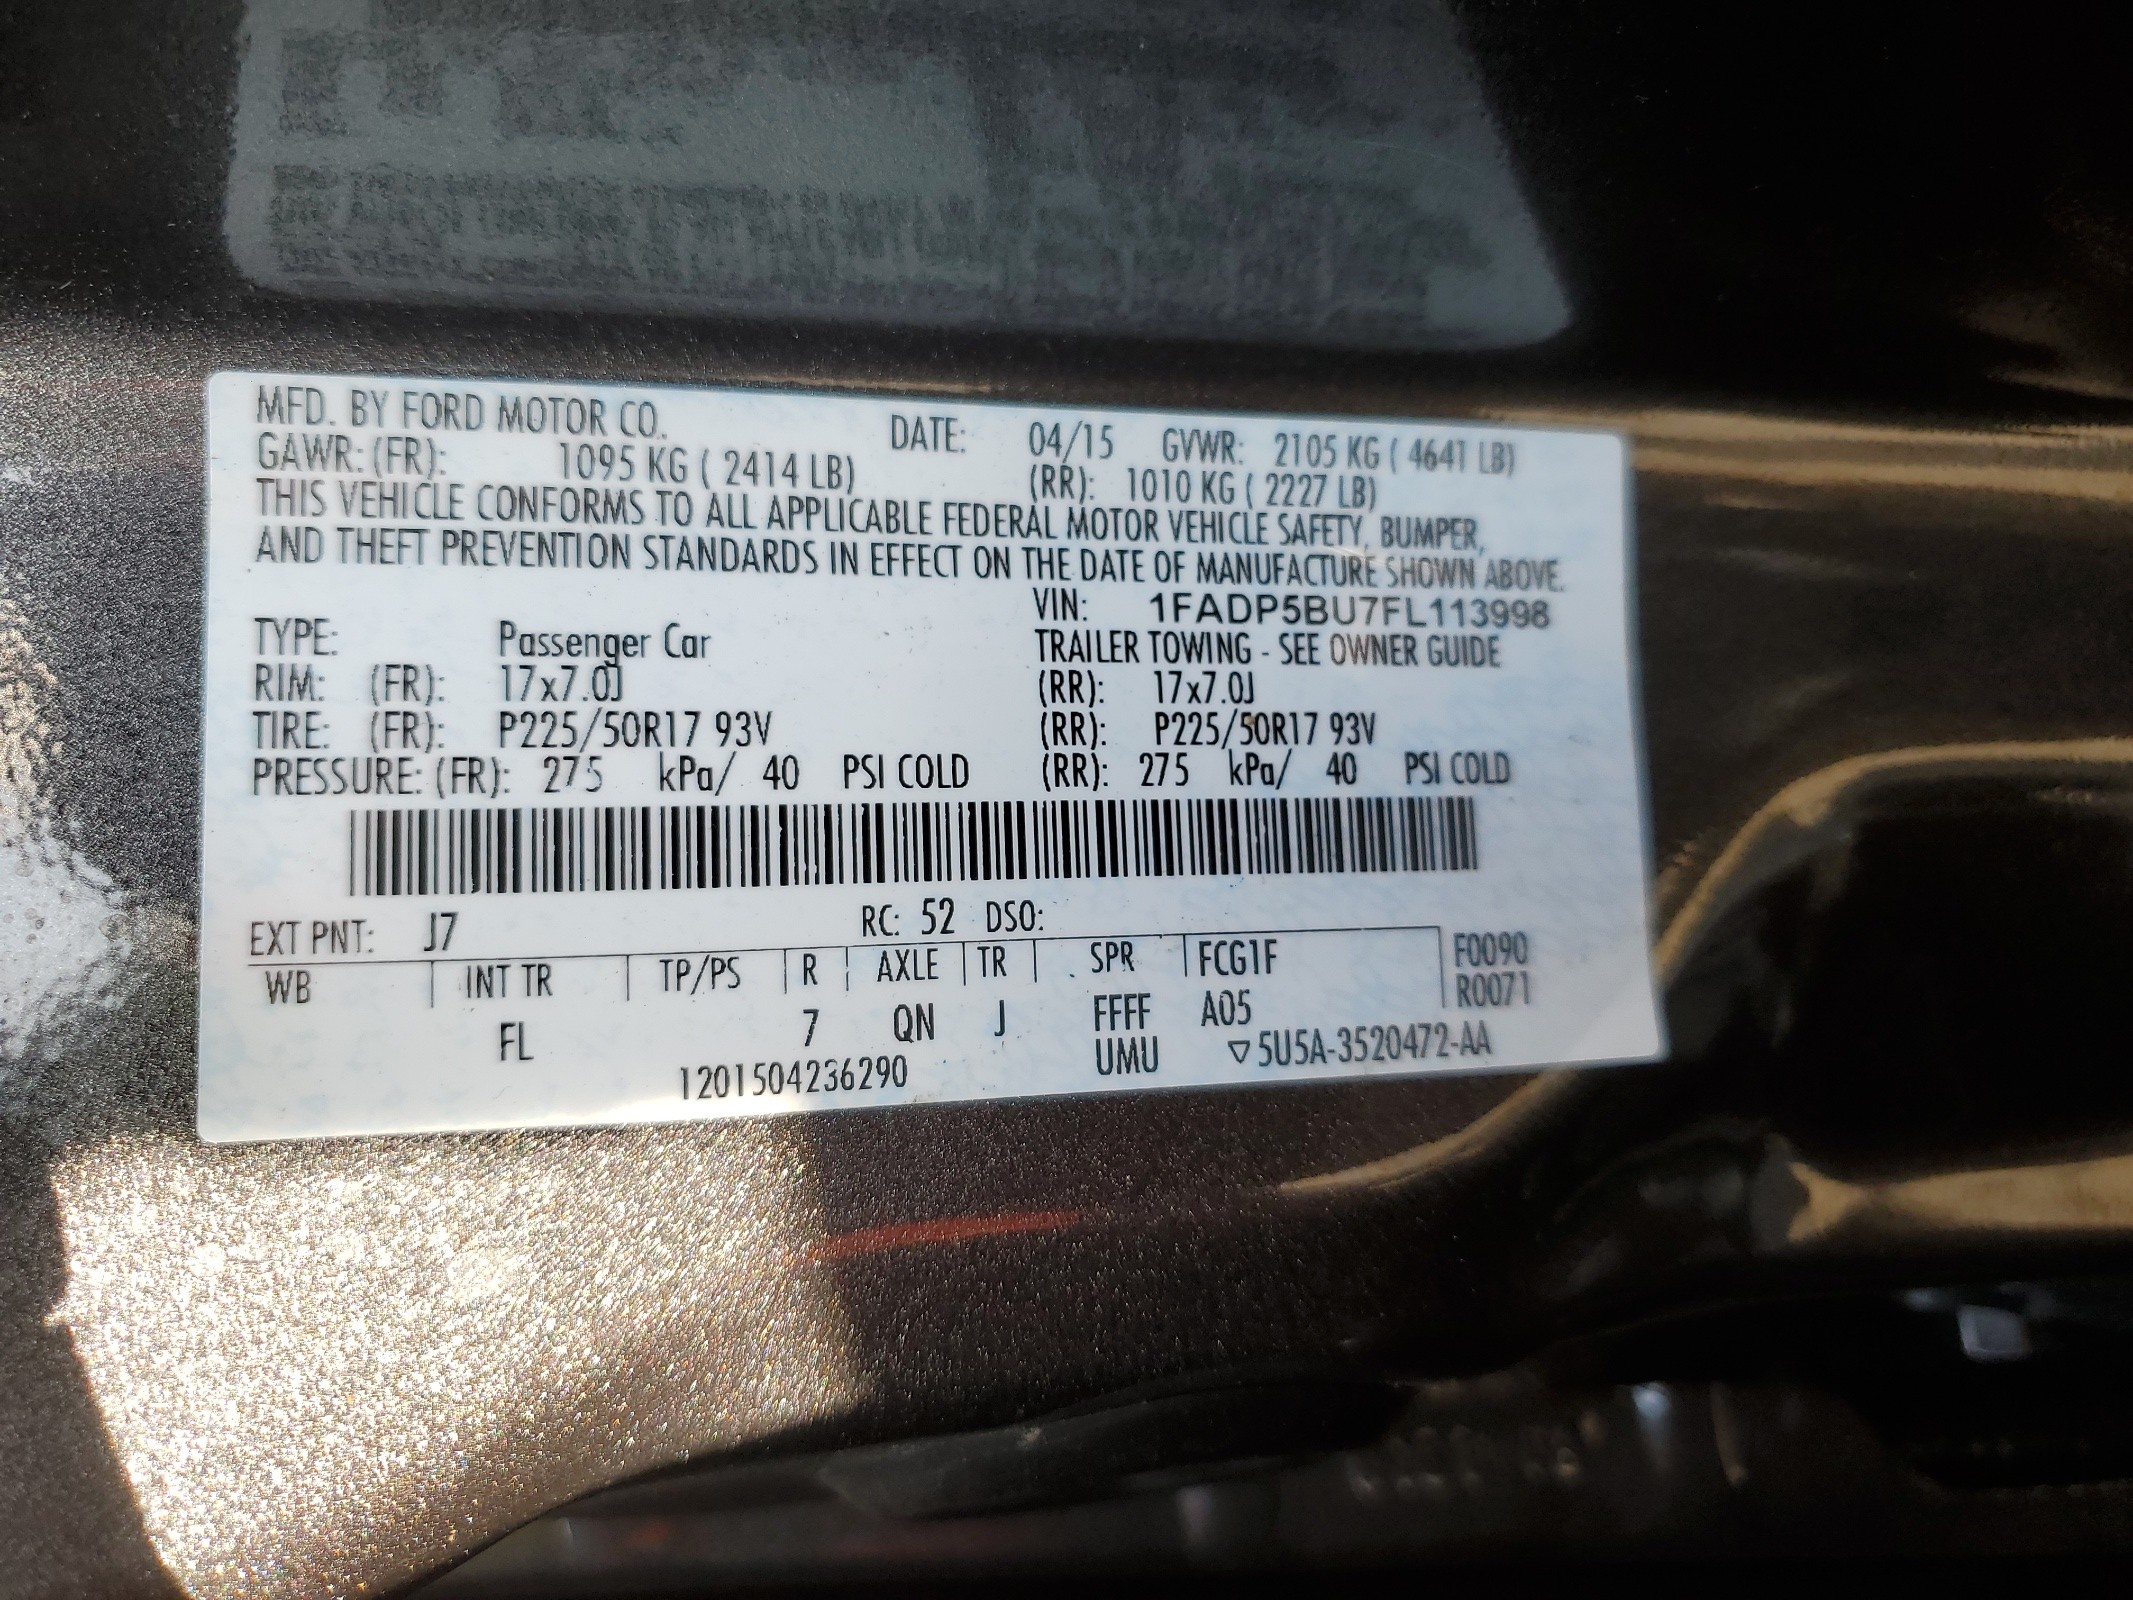 MFD. BY FORD MOTOR CO. DATE: 04/15 GVWR: 2105 KG ( 4641 LB)
GAWR: (FR): 1095 KG ( 2414 LB) (RR): 1010 KG ( 2227 LB)
THIS VEHICLE CONFORMS TO ALL APPLICABLE FEDERAL MOTOR VEHICLE SAFETY, BUMPER,
AND THEFT PREVENTION STANDARDS IN EFFECT ON THE DATE OF MANUFACTURE SHOWN ABOVE.
VIN: 1FADP5BU7FL113998
TYPE: Passenger Car TRAILER TOWING - SEE OWNER GUIDE
RIM: (FR): 17x7.0J (RR): 17x7.0J
TIRE: (FR): P225/50R17 93V (RR): P225/50R17 93V
PRESSURE: (FR): 275 kPa/ 40 PSI COLD (RR): 275 kPa/ 40 PSI COLD
EXT PNT: J7 RC: 52 DSO:
WB INT TR TP/PS R AXLE TR SPR FCG1F F0090
R0071
FL 7 QN J FFFF A05
1201504236290 UMU ▽5U5A-3520472-AA